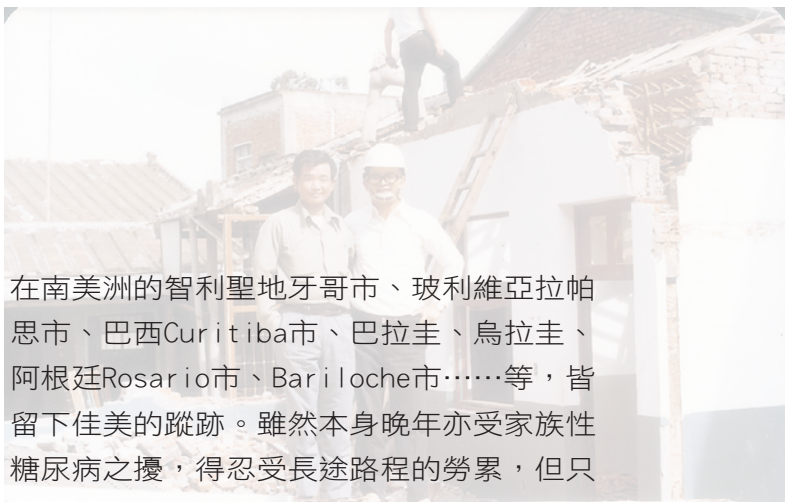 在南美洲的智利聖地牙哥市、玻利維亞拉帕
思市、巴西Curitiba市、巴拉圭、烏拉圭、
阿根廷Rosario市、Bariloche市……等，皆
留下佳美的蹤跡。雖然本身晚年亦受家族性
糖尿病之擾，得忍受長途路程的勞累，但只